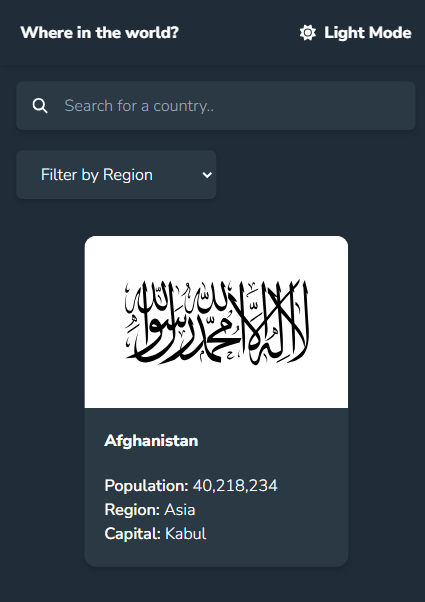 Where in the world?
Light Mode
Search for a country..
Filter by Region
لا إله إلا الله محمد رسول الله
Afghanistan
Population: 40,218,234
Region: Asia
Capital: Kabul